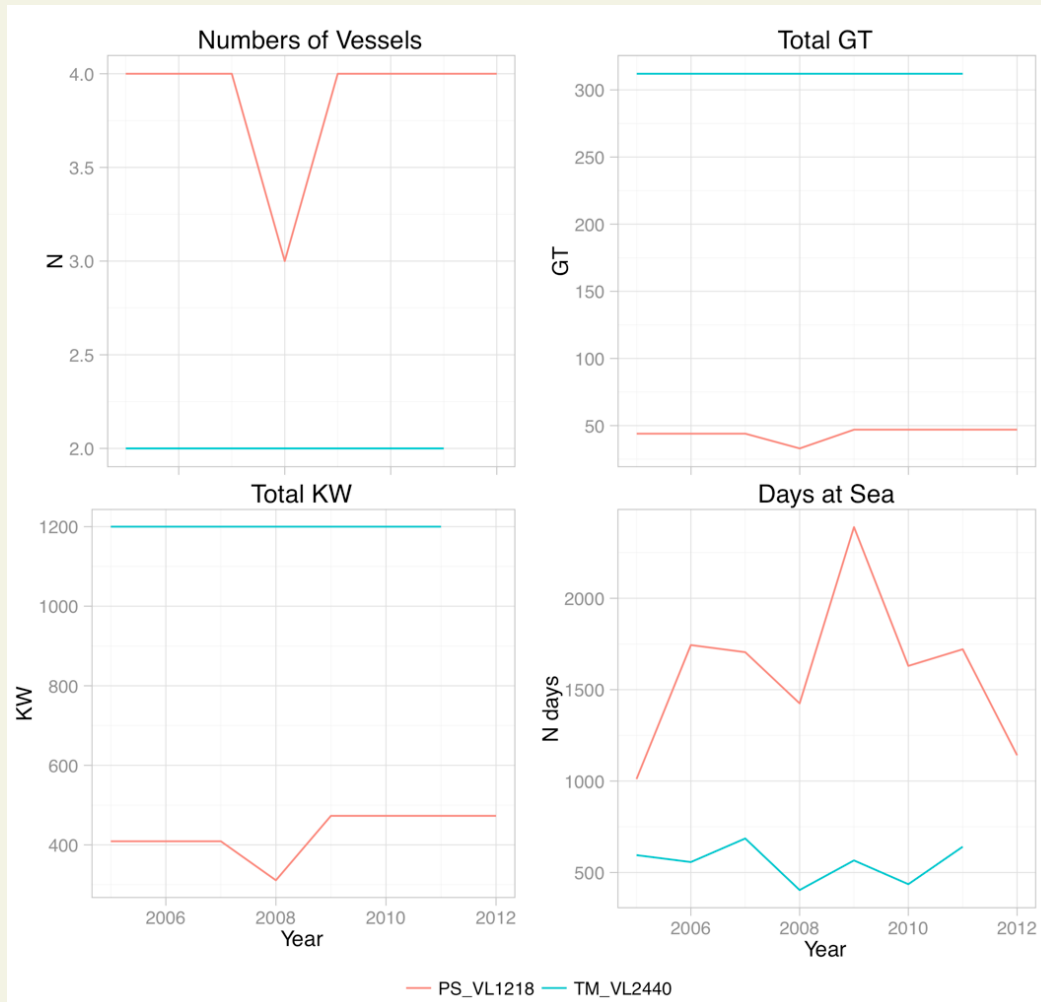 Numbers of Vessels
N
4.0
3.5
3.0
2.5
2.0
Total GT
GT
300
250
200
150
100
50
Total KW
KW
1200
1000
800
600
400
2006 2008 2010 2012
Year
Days at Sea
N days
2000
1500
1000
500
2006 2008 2010 2012
Year
PS_VL1218 TM_VL2440